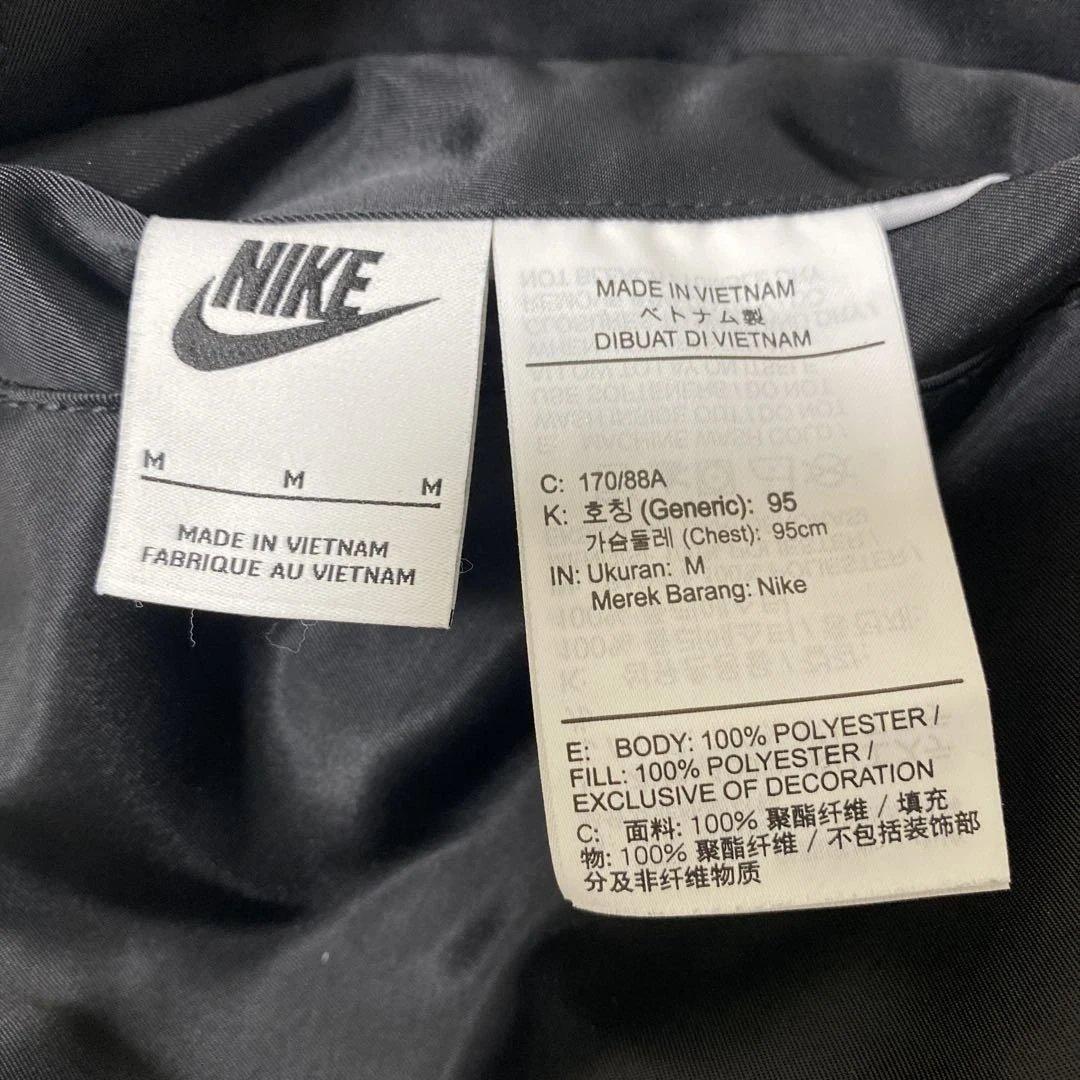 NIKE
M M M
MADE IN VIETNAM
FABRIQUE AU VIETNAM
MADE IN VIETNAM
ベトナム製
DIBUAT DI VIETNAM
C: 170/88A
K: 호칭 (Generic): 95
가슴둘레 (Chest): 95cm
IN: Ukuran: M
Merek Barang: Nike
E: BODY: 100% POLYESTER /
FILL: 100% POLYESTER /
EXCLUSIVE OF DECORATION
C: 面料: 100% 聚酯纤维 / 填充
物: 100% 聚酯纤维 / 不包括装饰部
分及非纤维物质